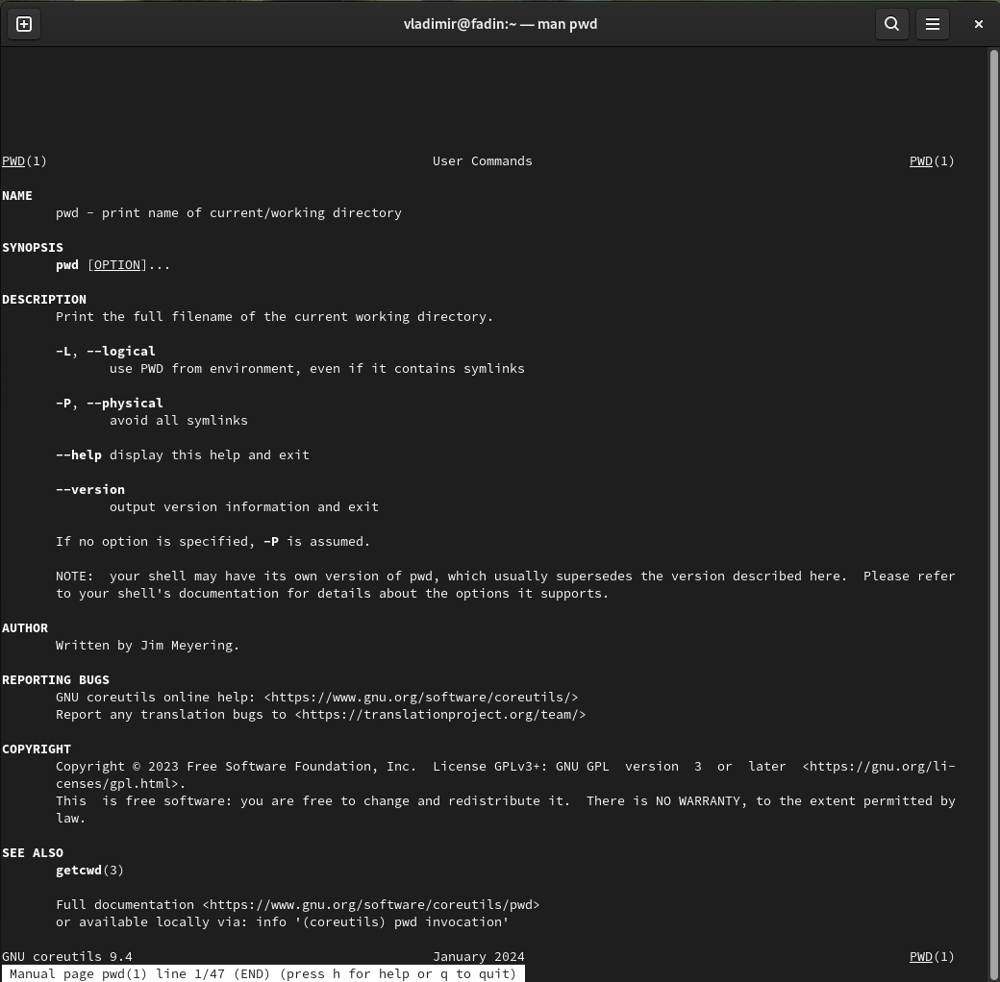 vladimir@fadin:~ — man pwd
PWD(1) User Commands PWD(1)
NAME
pwd - print name of current/working directory
SYNOPSIS
pwd [OPTION]...
DESCRIPTION
Print the full filename of the current working directory.
-L, --logical
use PWD from environment, even if it contains symlinks
-P, --physical
avoid all symlinks
--help display this help and exit
--version
output version information and exit
If no option is specified, -P is assumed.
NOTE:  your shell may have its own version of pwd, which usually supersedes the version described here.  Please refer
to your shell's documentation for details about the options it supports.
AUTHOR
Written by Jim Meyering.
REPORTING BUGS
GNU coreutils online help: <https://www.gnu.org/software/coreutils/>
Report any translation bugs to <https://translationproject.org/team/>
COPYRIGHT
Copyright © 2023 Free Software Foundation, Inc.  License GPLv3+: GNU GPL  version  3  or  later  <https://gnu.org/li-
censes/gpl.html>.
This  is free software: you are free to change and redistribute it.  There is NO WARRANTY, to the extent permitted by
law.
SEE ALSO
getcwd(3)
Full documentation <https://www.gnu.org/software/coreutils/pwd>
or available locally via: info '(coreutils) pwd invocation'
GNU coreutils 9.4 January 2024 PWD(1)
Manual page pwd(1) line 1/47 (END) (press h for help or q to quit)